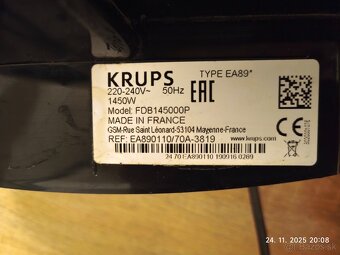 KRUPS TYPE EA89*
220-240V~ 50Hz
1450W
EAC
Model: FDB145000P
MADE IN FRANCE
GSM-Rue Saint Léonard-53104 Mayenne-France
REF: EA890110/70A-3819 www.krups.com
24 70 EA890110 190916 0269
24. 11. 2025 20:08